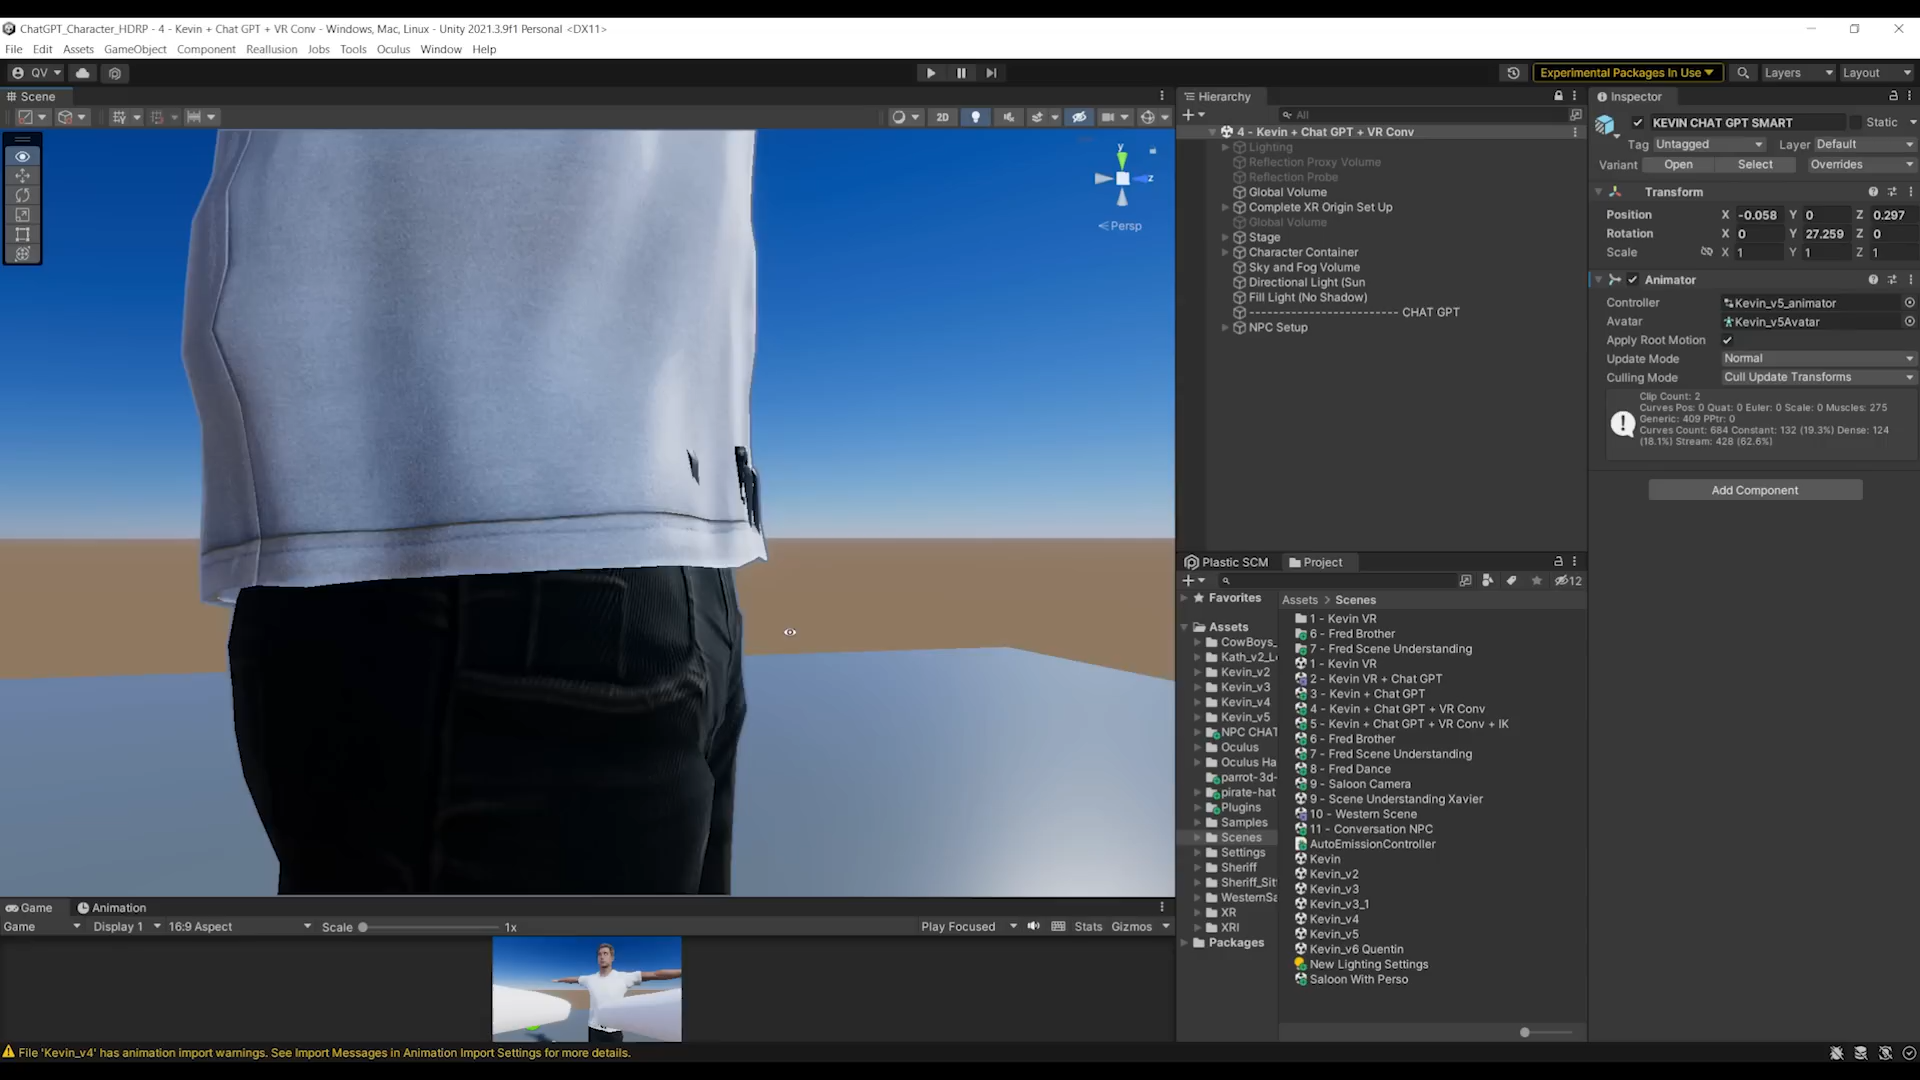 ChatGPT_Character_HDRP - 4 - Kevin + Chat GPT + VR Conv - Windows, Mac, Linux - Unity 2021.3.9f1 Personal <DX11>
File Edit Assets GameObject Component Reallusion Jobs Tools Oculus Window Help
QV Experimental Packages In Use Layers Layout
Scene
2D
y
z
Persp
Hierarchy
All
4 - Kevin + Chat GPT + VR Conv
Lighting
Reflection Proxy Volume
Reflection Probe
Global Volume
Complete XR Origin Set Up
Global Volume
Stage
Character Container
Sky and Fog Volume
Directional Light (Sun
Fill Light (No Shadow)
------------------------- CHAT GPT
NPC Setup
Inspector
KEVIN CHAT GPT SMART Static
Tag Untagged Layer Default
Variant Open Select Overrides
Transform
Position X -0.058 Y 0 Z 0.297
Rotation X 0 Y 27.259 Z 0
Scale X 1 Y 1 Z 1
Animator
Controller Kevin_v5_animator
Avatar Kevin_v5Avatar
Apply Root Motion
Update Mode Normal
Culling Mode Cull Update Transforms
Clip Count: 2
Curves Pos: 0 Quat: 0 Euler: 0 Scale: 0 Muscles: 275
Generic: 409 PPtr: 0
Curves Count: 684 Constant: 132 (19.3%) Dense: 124
(18.1%) Stream: 428 (62.6%)
Add Component
Plastic SCM Project
12
Favorites
Assets
CowBoys_
Kath_v2_L
Kevin_v2
Kevin_v3
Kevin_v4
Kevin_v5
NPC CHAT
Oculus
Oculus Ha
parrot-3d-
pirate-hat
Plugins
Samples
Scenes
Settings
Sheriff
Sheriff_Sit
WesternSa
XR
XRI
Packages
Assets > Scenes
1 - Kevin VR
6 - Fred Brother
7 - Fred Scene Understanding
1 - Kevin VR
2 - Kevin VR + Chat GPT
3 - Kevin + Chat GPT
4 - Kevin + Chat GPT + VR Conv
5 - Kevin + Chat GPT + VR Conv + IK
6 - Fred Brother
7 - Fred Scene Understanding
8 - Fred Dance
9 - Saloon Camera
9 - Scene Understanding Xavier
10 - Western Scene
11 - Conversation NPC
AutoEmissionController
Kevin
Kevin_v2
Kevin_v3
Kevin_v3_1
Kevin_v4
Kevin_v5
Kevin_v6 Quentin
New Lighting Settings
Saloon With Perso
Game Animation
Game Display 1 16:9 Aspect Scale 1x Play Focused Stats Gizmos
File 'Kevin_v4' has animation import warnings. See Import Messages in Animation Import Settings for more details.